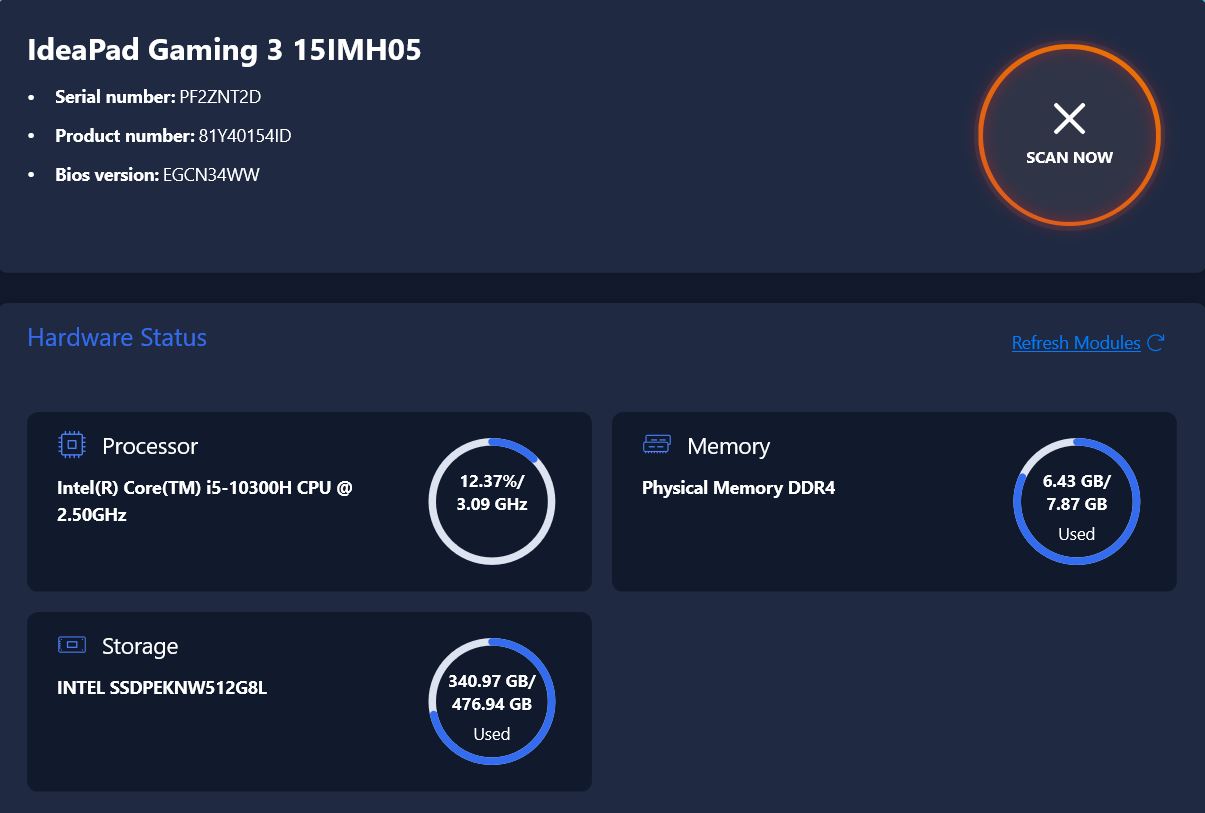 IdeaPad Gaming 3 15IMH05
• Serial number: PF2ZNT2D
• Product number: 81Y40154ID
• Bios version: EGCN34WW
SCAN NOW
Hardware Status
Refresh Modules
Processor
Intel(R) Core(TM) i5-10300H CPU @
2.50GHz
12.37%/
3.09 GHz
Memory
Physical Memory DDR4
6.43 GB/
7.87 GB
Used
Storage
INTEL SSDPEKNW512G8L
340.97 GB/
476.94 GB
Used